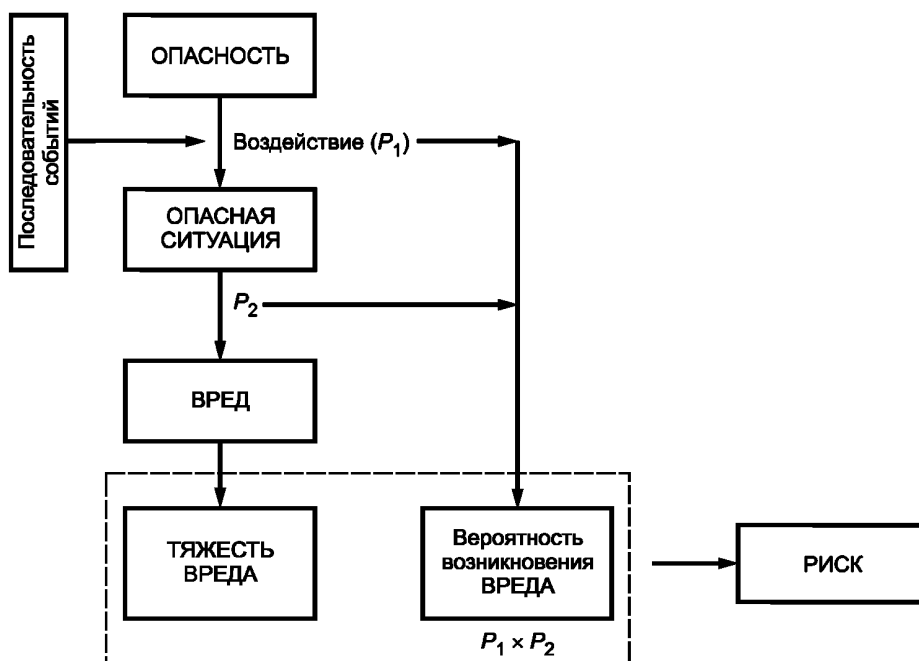 Последовательность
событий
ОПАСНОСТЬ
Воздействие (P₁)
ОПАСНАЯ
СИТУАЦИЯ
P₂
ВРЕД
ТЯЖЕСТЬ
ВРЕДА
Вероятность
возникновения
ВРЕДА
P₁ × P₂
РИСК